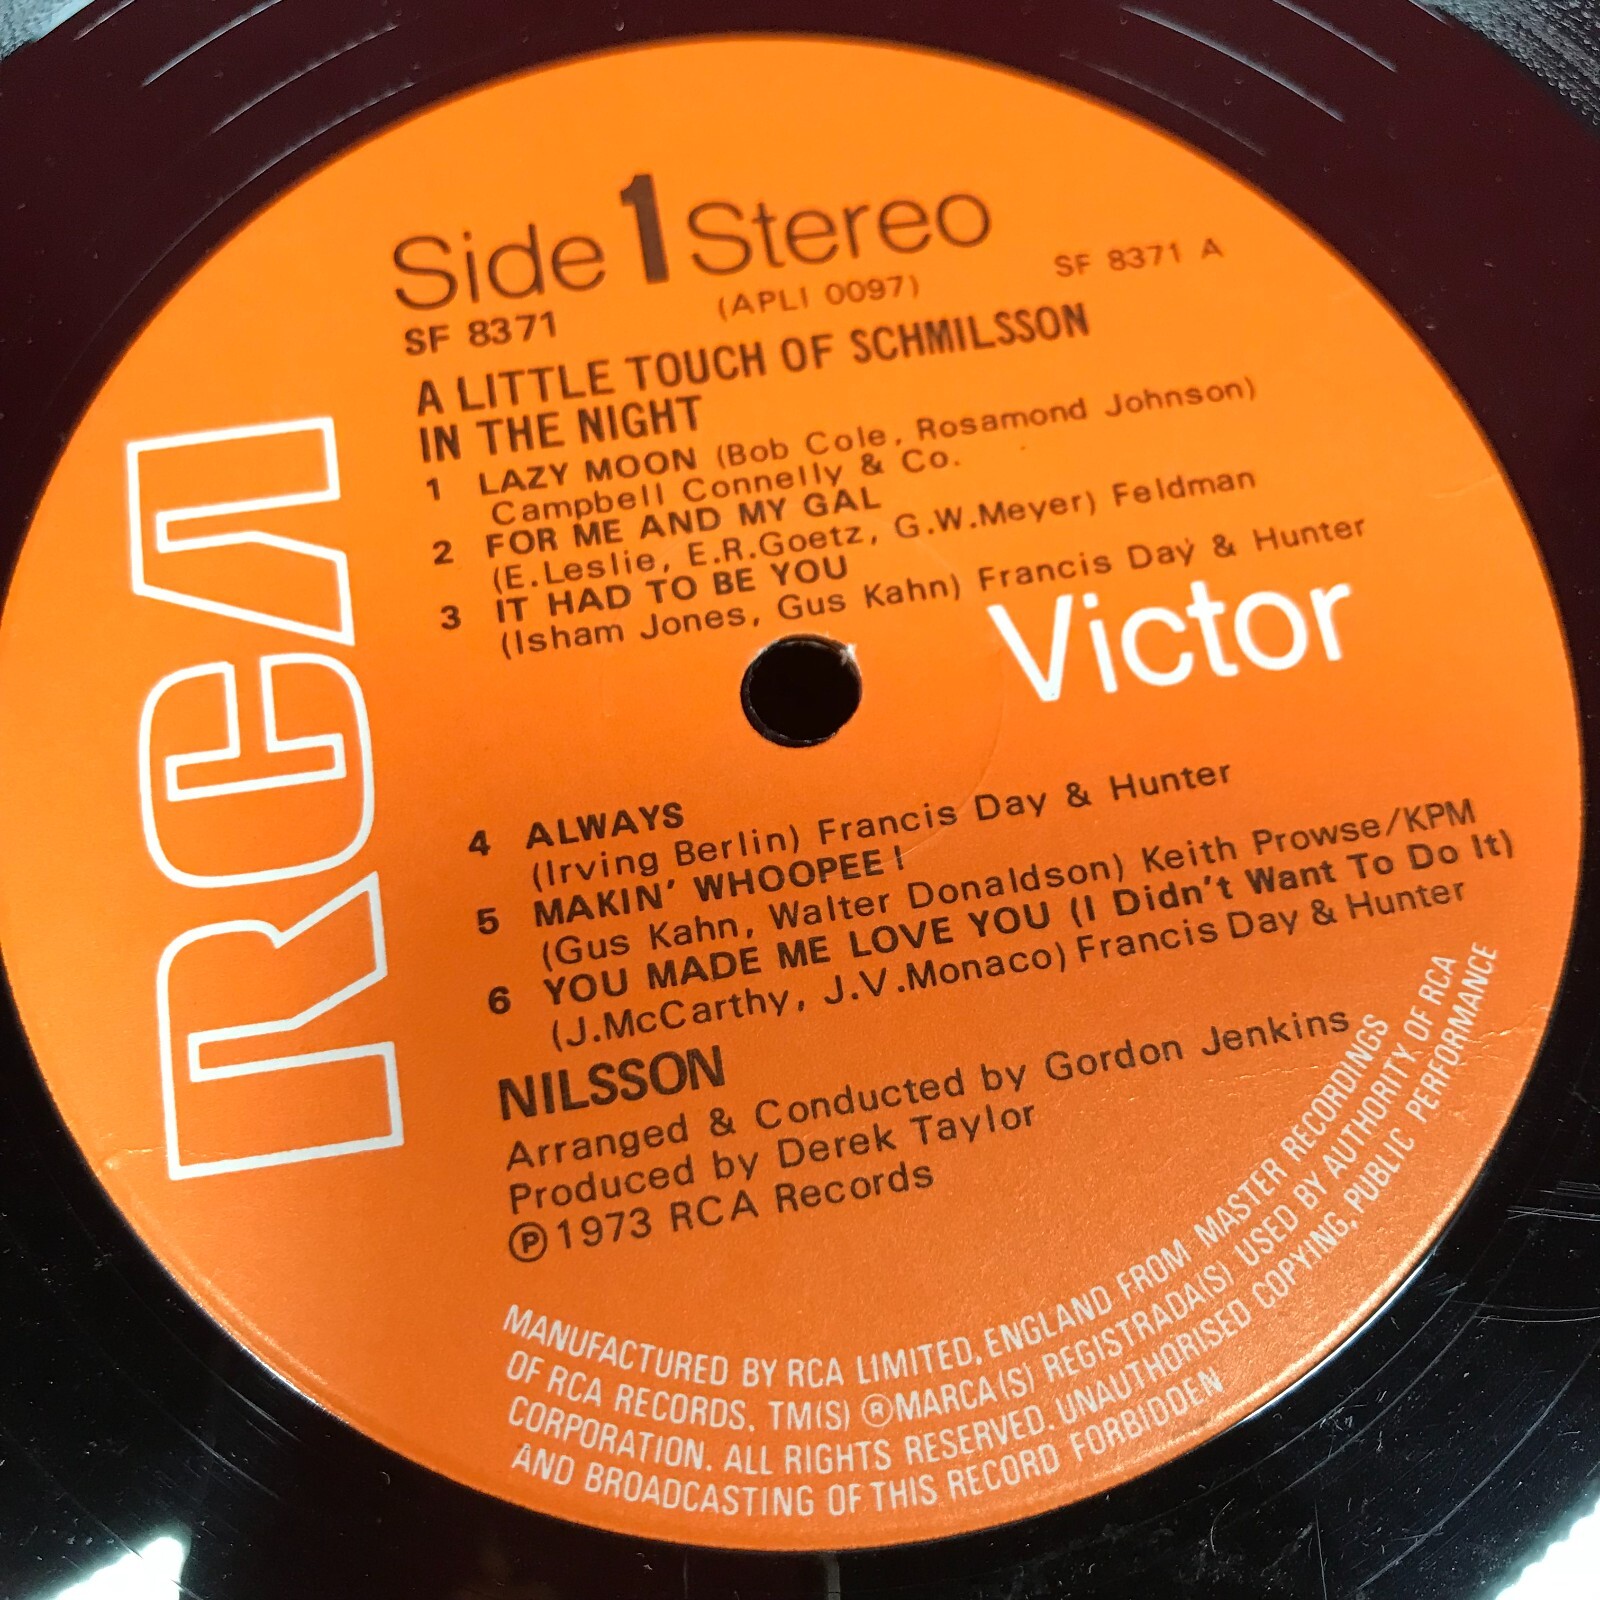 Side 1 Stereo
SF 8371
(APLI 0097)
SF 8371 A
A LITTLE TOUCH OF SCHMILSSON
IN THE NIGHT
1 LAZY MOON (Bob Cole, Rosamond Johnson)
Campbell Connelly & Co.
2 FOR ME AND MY GAL
(E.Leslie, E.R.Goetz, G.W.Meyer) Feldman
3 IT HAD TO BE YOU
(Isham Jones, Gus Kahn) Francis Day & Hunter
RCA
Victor
4 ALWAYS
(Irving Berlin) Francis Day & Hunter
5 MAKIN' WHOOPEE!
(Gus Kahn, Walter Donaldson) Keith Prowse/KPM
6 YOU MADE ME LOVE YOU (I Didn't Want To Do It)
(J.McCarthy, J.V.Monaco) Francis Day & Hunter
NILSSON
Arranged & Conducted by Gordon Jenkins
Produced by Derek Taylor
℗ 1973 RCA Records
MANUFACTURED BY RCA LIMITED, ENGLAND FROM MASTER RECORDINGS
OF RCA RECORDS. TM(S) ® MARCA(S) REGISTRADA(S) USED BY AUTHORITY OF RCA
CORPORATION. ALL RIGHTS RESERVED. UNAUTHORISED COPYING, PUBLIC PERFORMANCE
AND BROADCASTING OF THIS RECORD FORBIDDEN